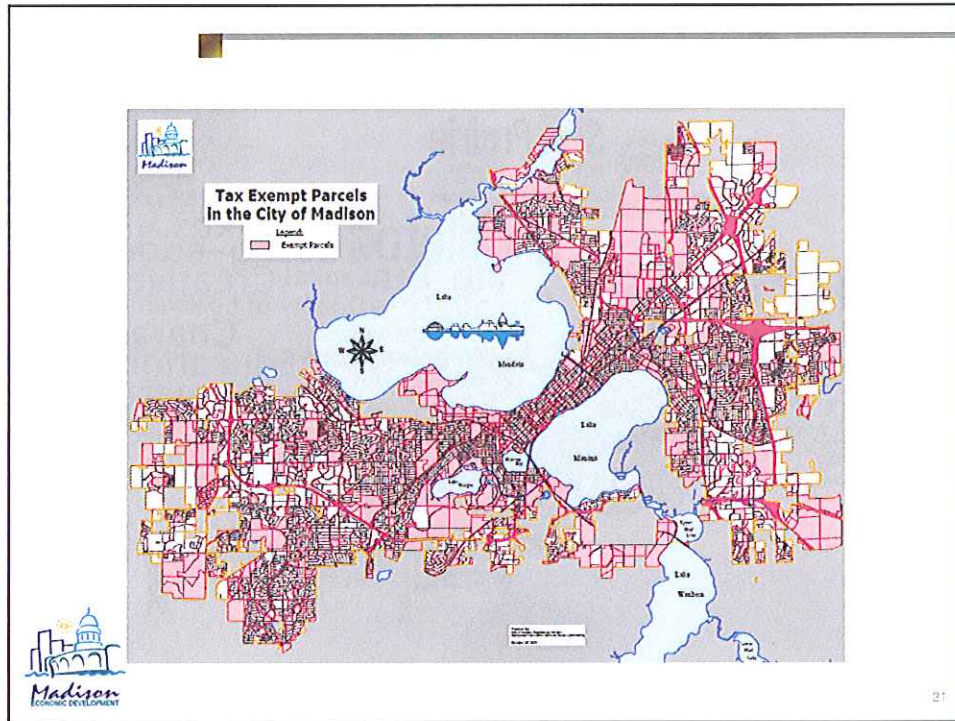 Madison
Tax Exempt Parcels
in the City of Madison
Legend:
Exempt Parcels
Lake
N
W E
S
Mendota
Lake
Monona
Lake
Lake
Waubesa
Madison
ECONOMIC DEVELOPMENT
21